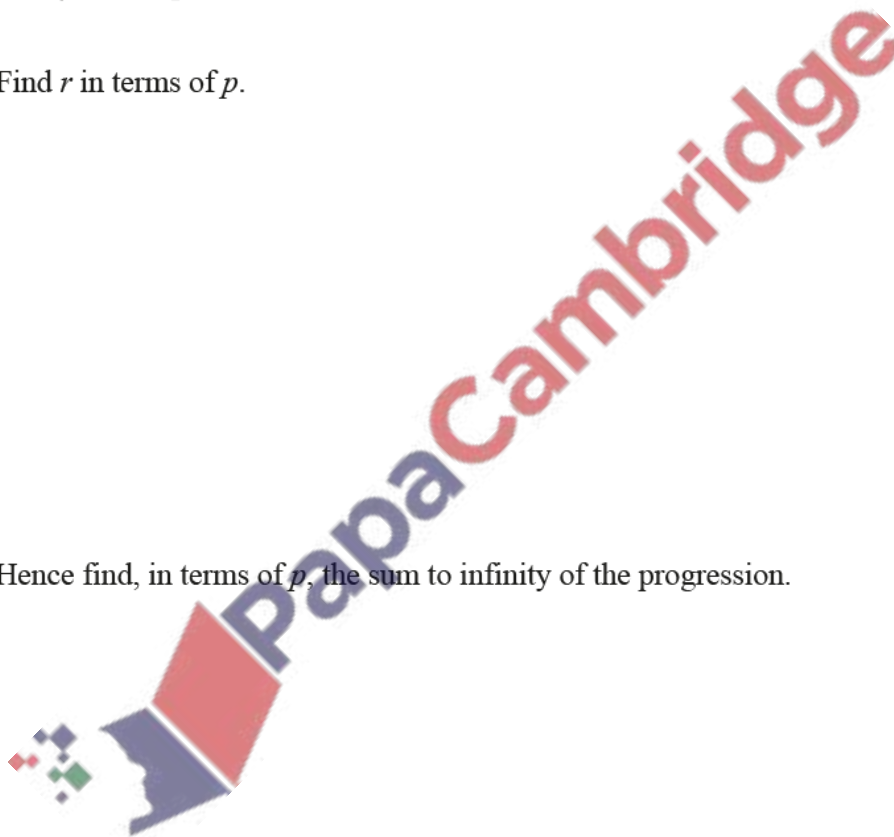 Find r in terms of p.
Hence find, in terms of p, the sum to infinity of the progression.
PapaCambridge